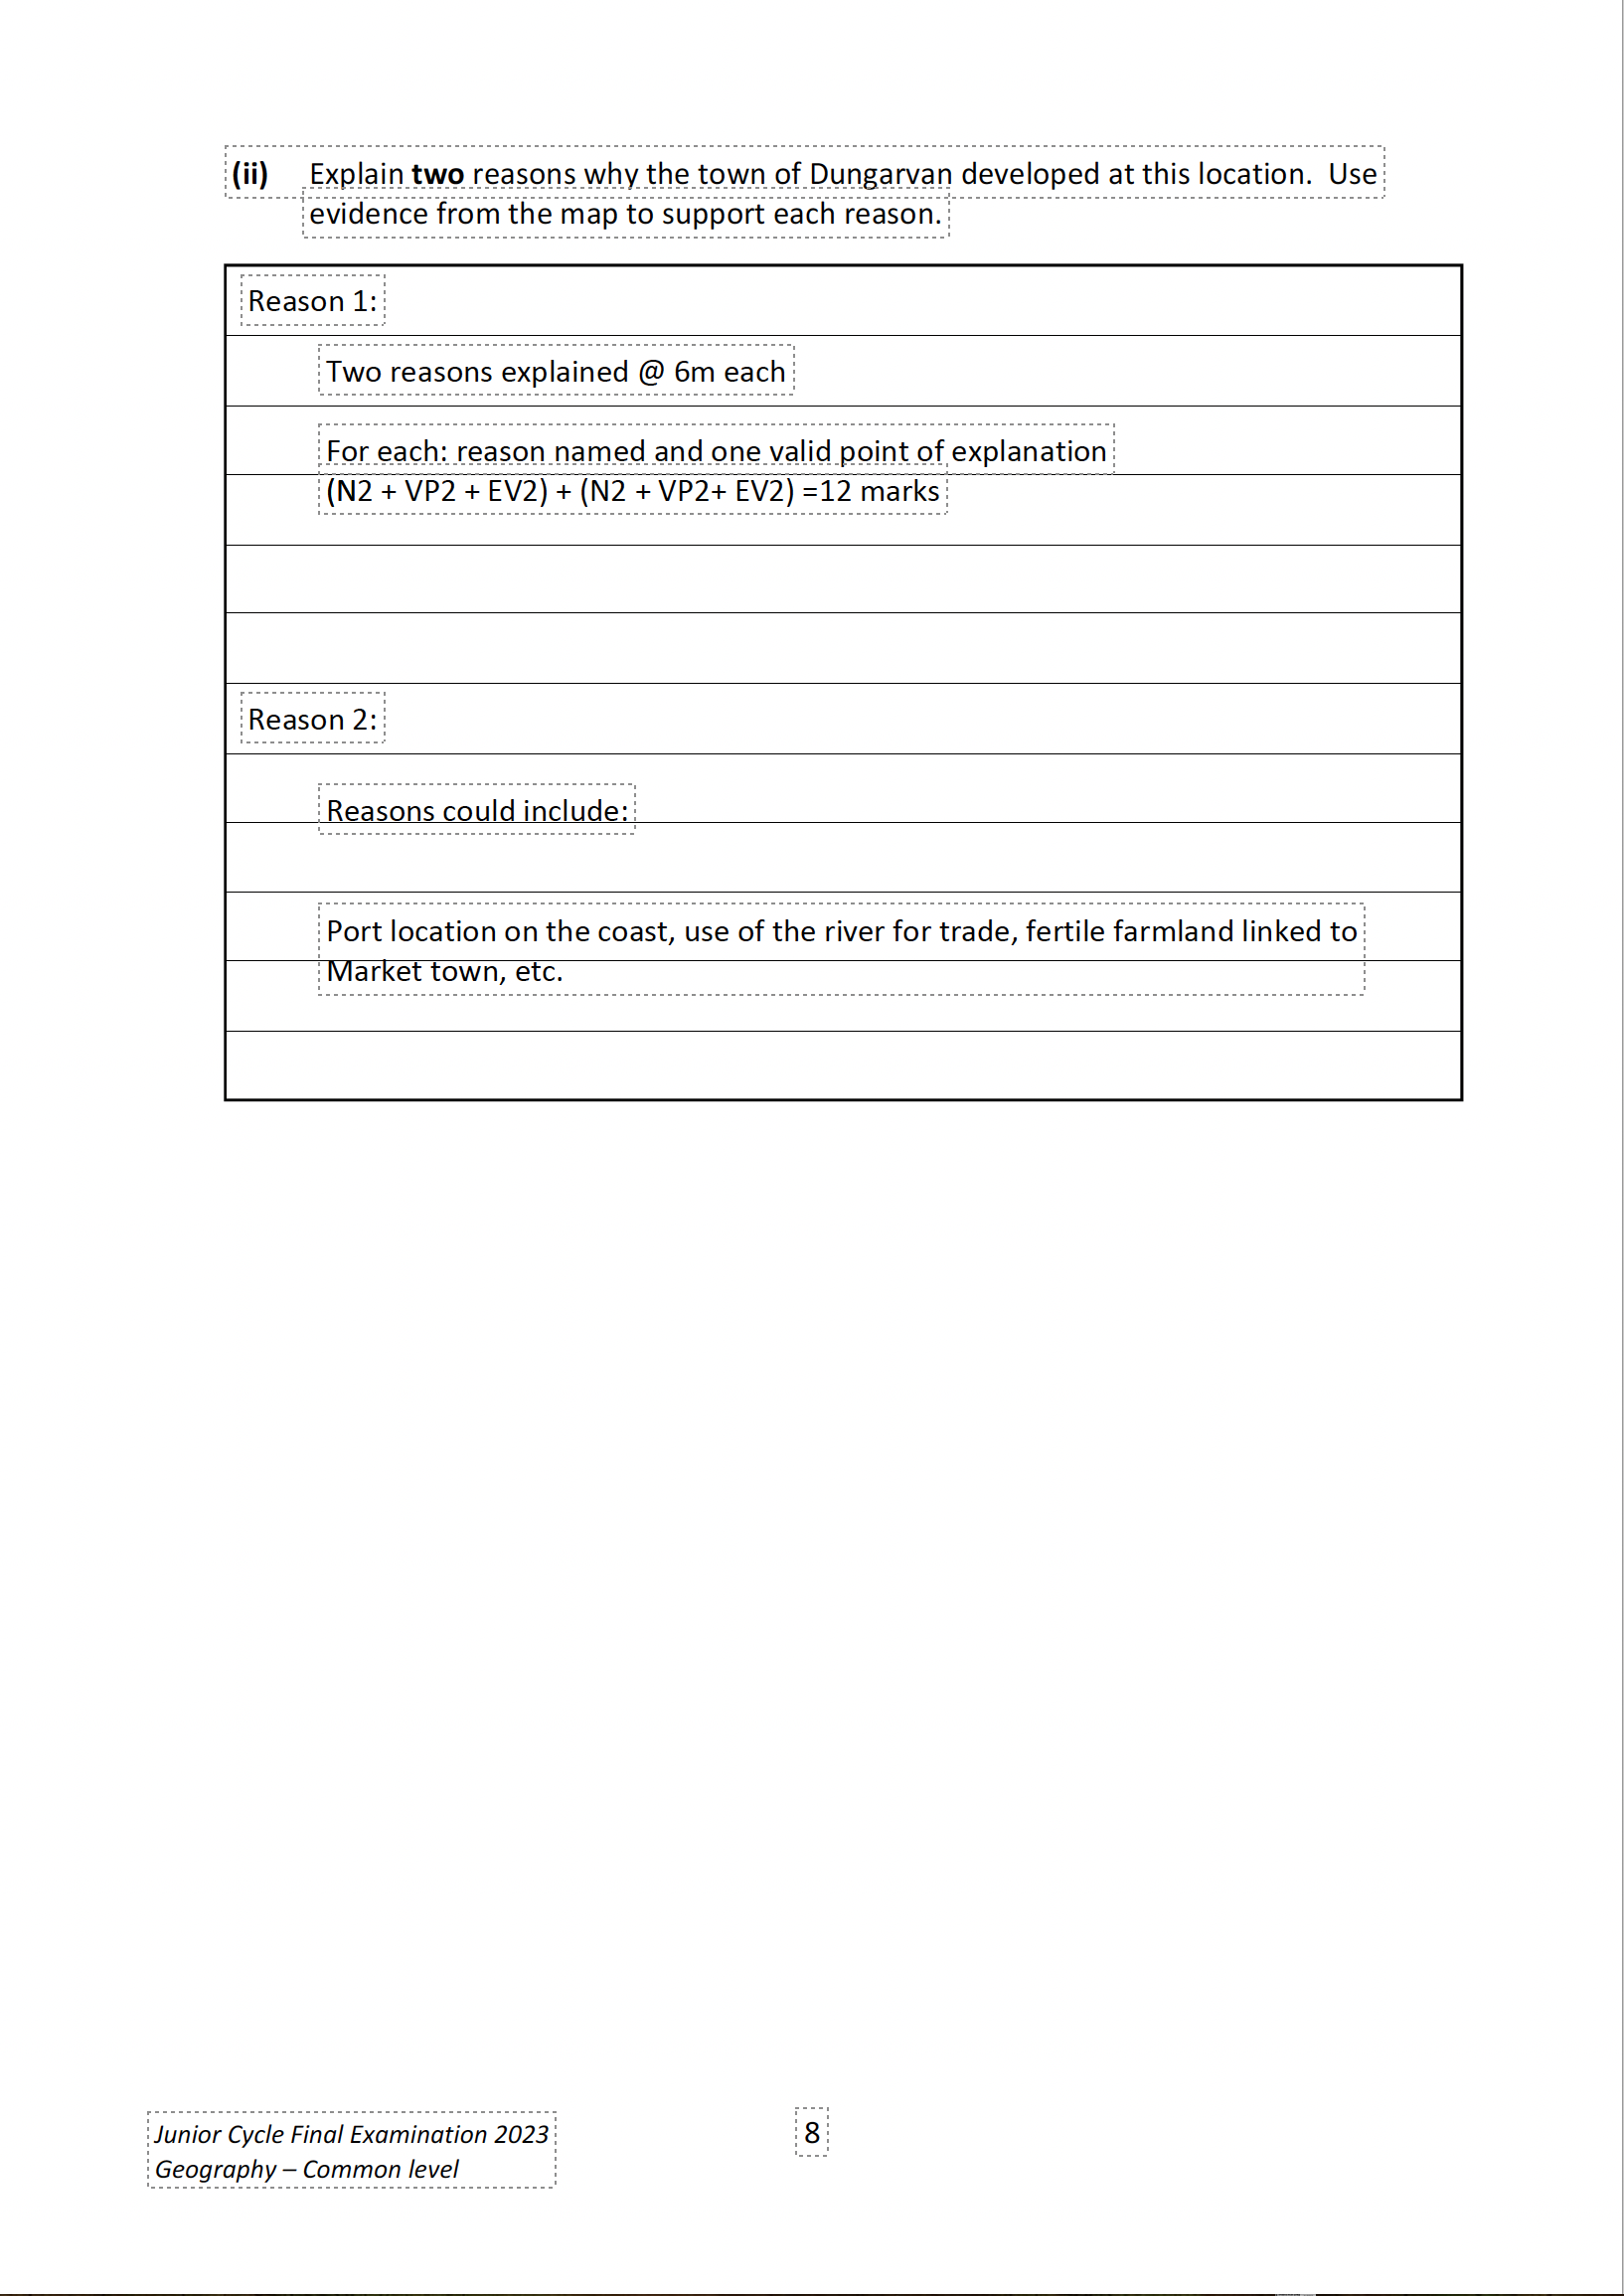 (ii) Explain two reasons why the town of Dungarvan developed at this location.  Use
evidence from the map to support each reason.
Reason 1:
Two reasons explained @ 6m each
For each: reason named and one valid point of explanation
(N2 + VP2 + EV2) + (N2 + VP2+ EV2) =12 marks
Reason 2:
Reasons could include:
Port location on the coast, use of the river for trade, fertile farmland linked to
Market town, etc.
Junior Cycle Final Examination 2023
Geography – Common level
8